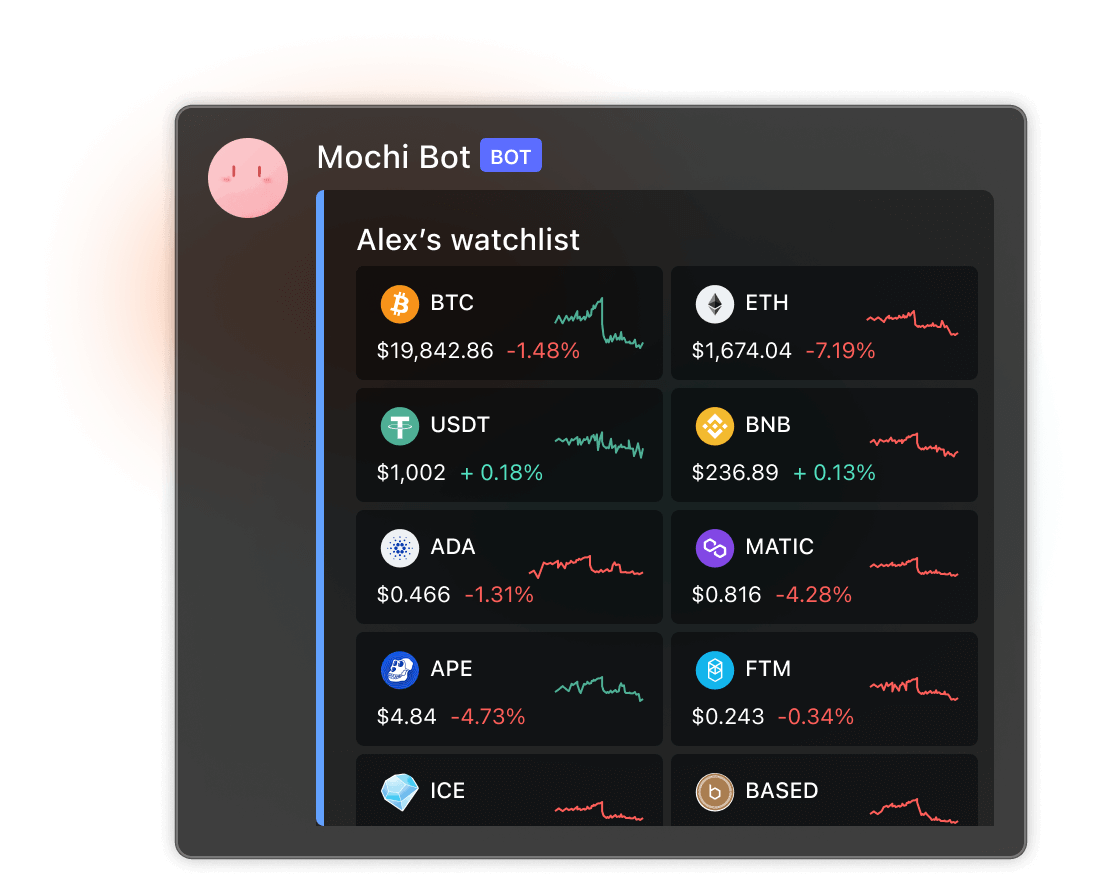 Mochi Bot BOT
Alex’s watchlist
BTC
$19,842.86 -1.48%
ETH
$1,674.04 -7.19%
USDT
$1,002 + 0.18%
BNB
$236.89 + 0.13%
ADA
$0.466 -1.31%
MATIC
$0.816 -4.28%
APE
$4.84 -4.73%
FTM
$0.243 -0.34%
ICE
BASED